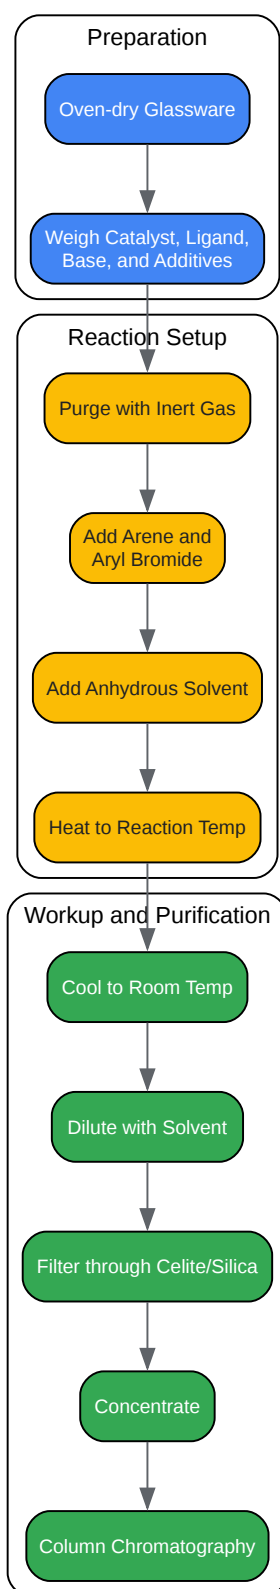 Preparation
Oven-dry Glassware
Weigh Catalyst, Ligand,
Base, and Additives
Reaction Setup
Purge with Inert Gas
Add Arene and
Aryl Bromide
Add Anhydrous Solvent
Heat to Reaction Temp
Workup and Purification
Cool to Room Temp
Dilute with Solvent
Filter through Celite/Silica
Concentrate
Column Chromatography